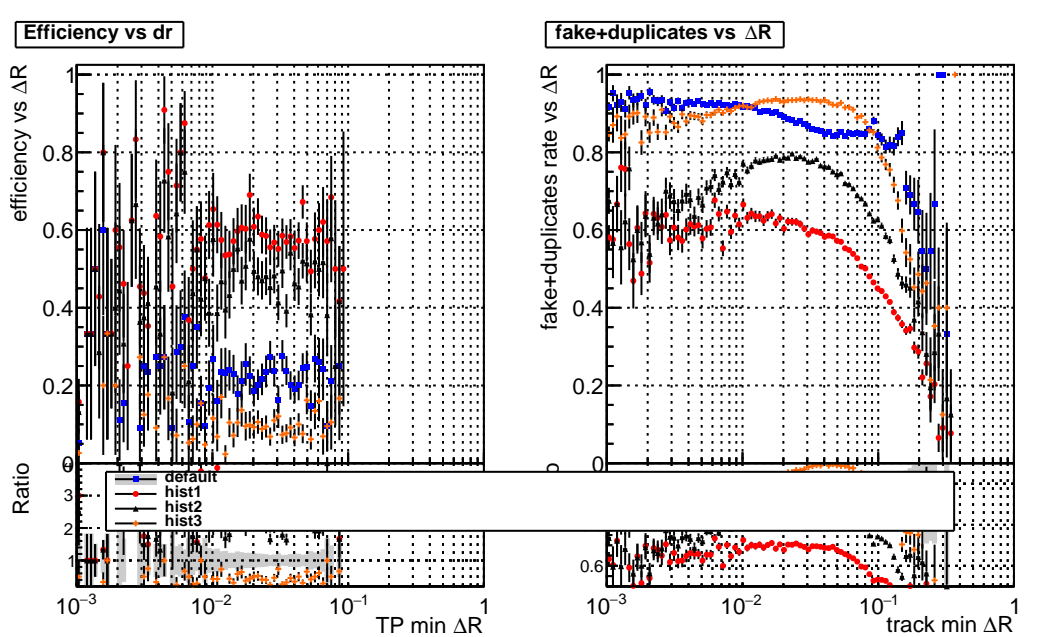 Efficiency vs dr
efficiency vs ΔR
1
0.8
0.6
0.4
0.2
0
Ratio
3
2
1
10⁻³
10⁻²
10⁻¹
1
TP min ΔR
fake+duplicates vs ΔR
fake+duplicates rate vs ΔR
1
0.8
0.6
0.4
0.2
0
0.6
10⁻³
10⁻²
10⁻¹
1
track min ΔR
default
hist1
hist2
hist3